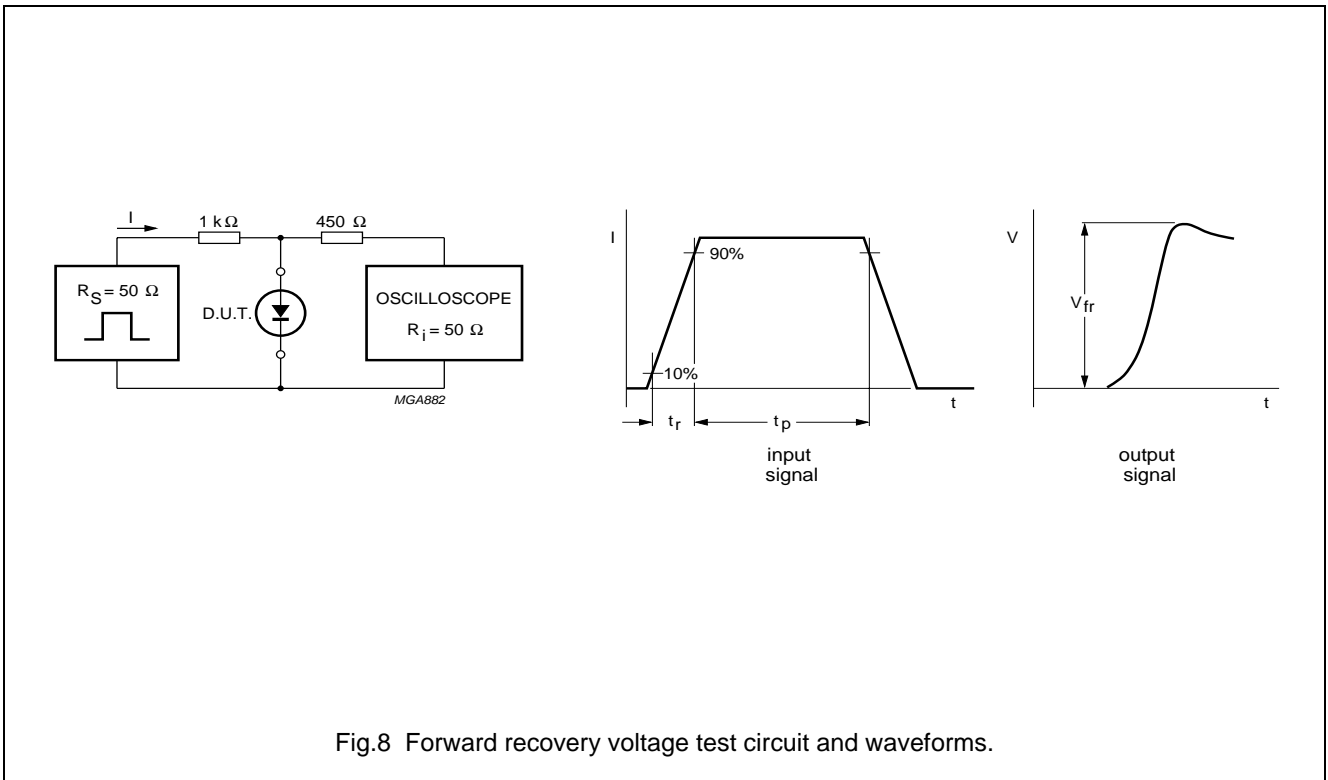 I
1 kΩ
450 Ω
RS = 50 Ω
D.U.T.
OSCILLOSCOPE
Ri = 50 Ω
MGA882
I
90%
10%
t
tr
tp
input
signal
V
Vfr
t
output
signal
Fig.8 Forward recovery voltage test circuit and waveforms.